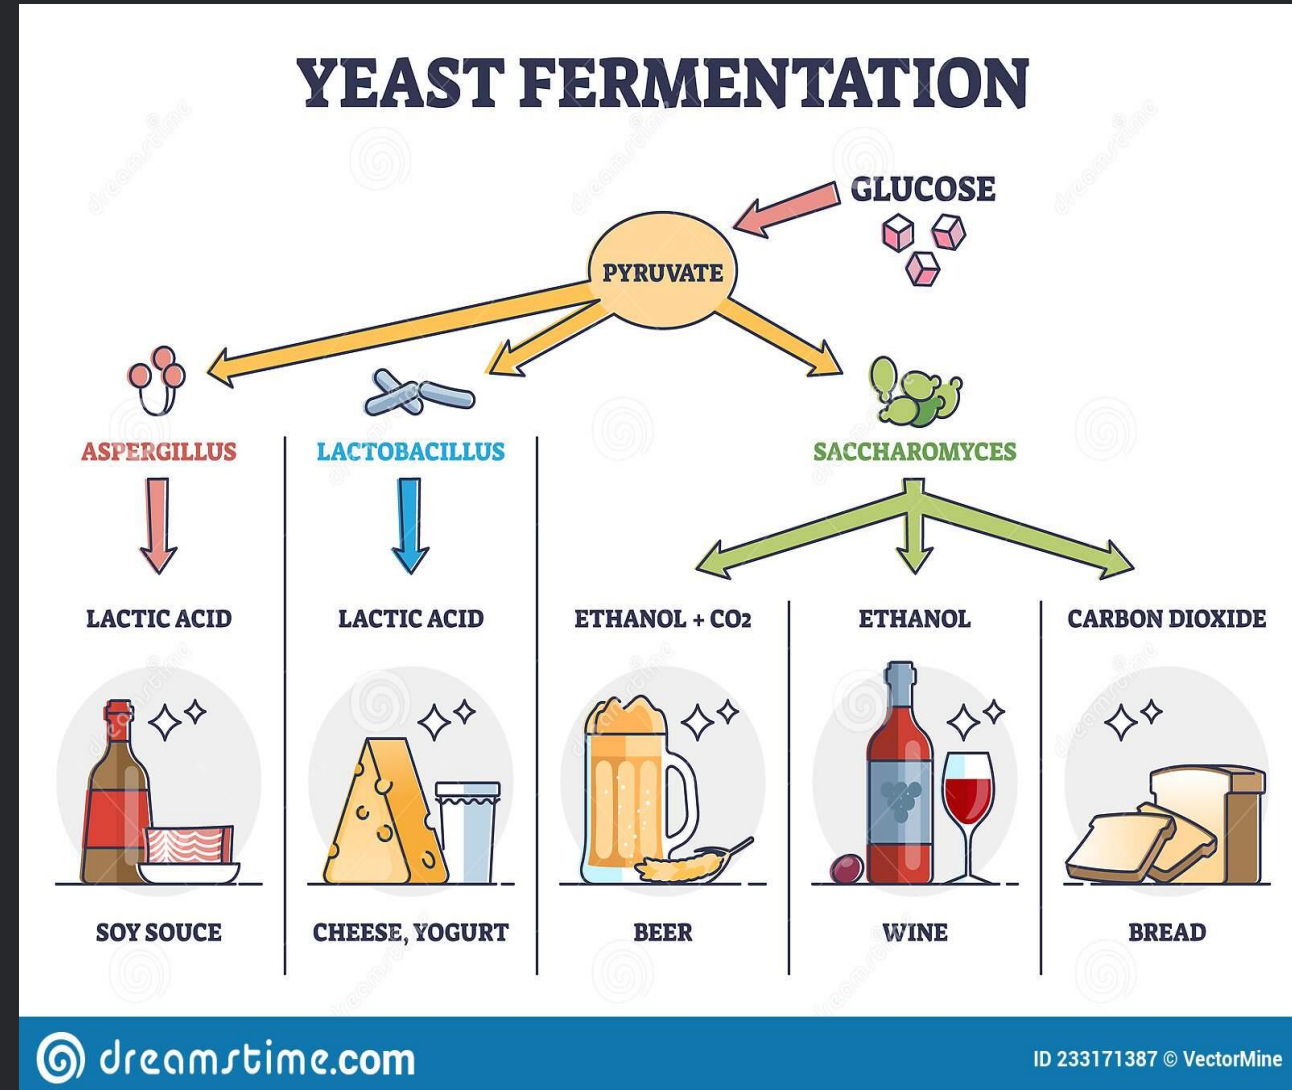 YEAST FERMENTATION
GLUCOSE
PYRUVATE
ASPERGILLUS
LACTOBACILLUS
SACCHAROMYCES
LACTIC ACID
LACTIC ACID
ETHANOL + CO2
ETHANOL
CARBON DIOXIDE
SOY SOUCE
CHEESE, YOGURT
BEER
WINE
BREAD
dreamstime.com
ID 233171387 © VectorMine